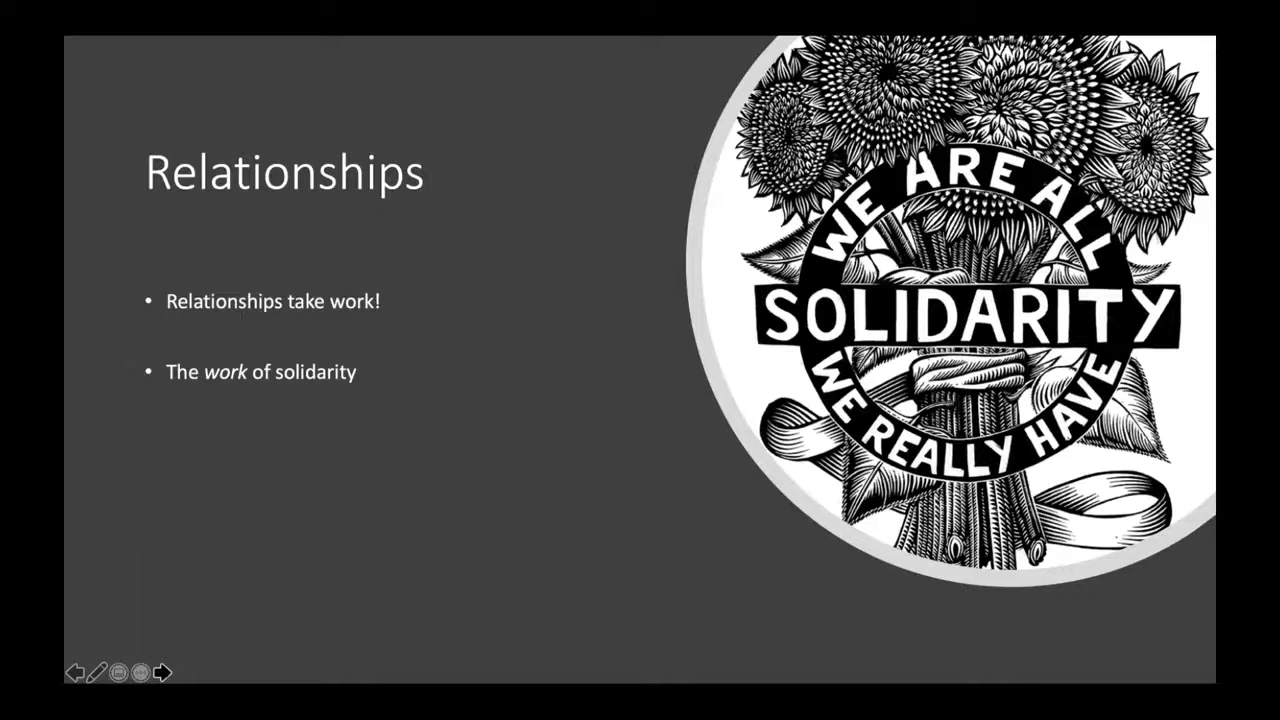 Relationships
• Relationships take work!
• The work of solidarity
WE ARE ALL
SOLIDARITY
WE REALLY HAVE